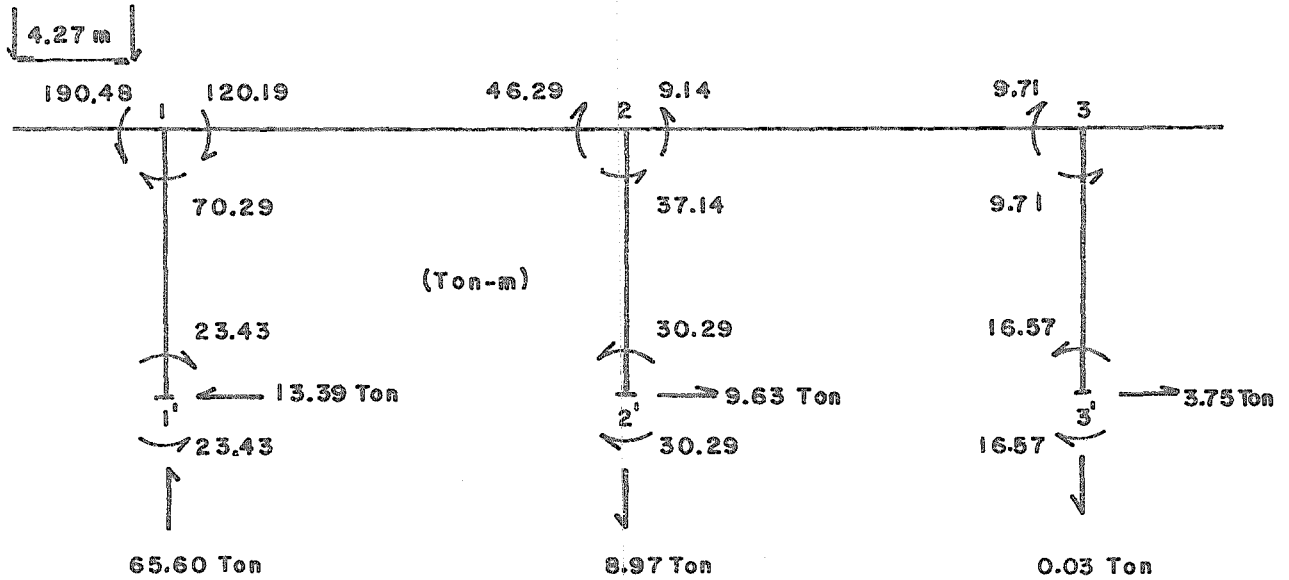 4.27 m
190.48 1 120.19 46.29 2 9.14 9.71 3
70.29 37.14 9.71
(Ton-m)
23.43 30.29 16.57
13.39 Ton 9.63 Ton 3.75 Ton
1' 2' 3'
23.43 30.29 16.57
65.60 Ton 8.97 Ton 0.03 Ton